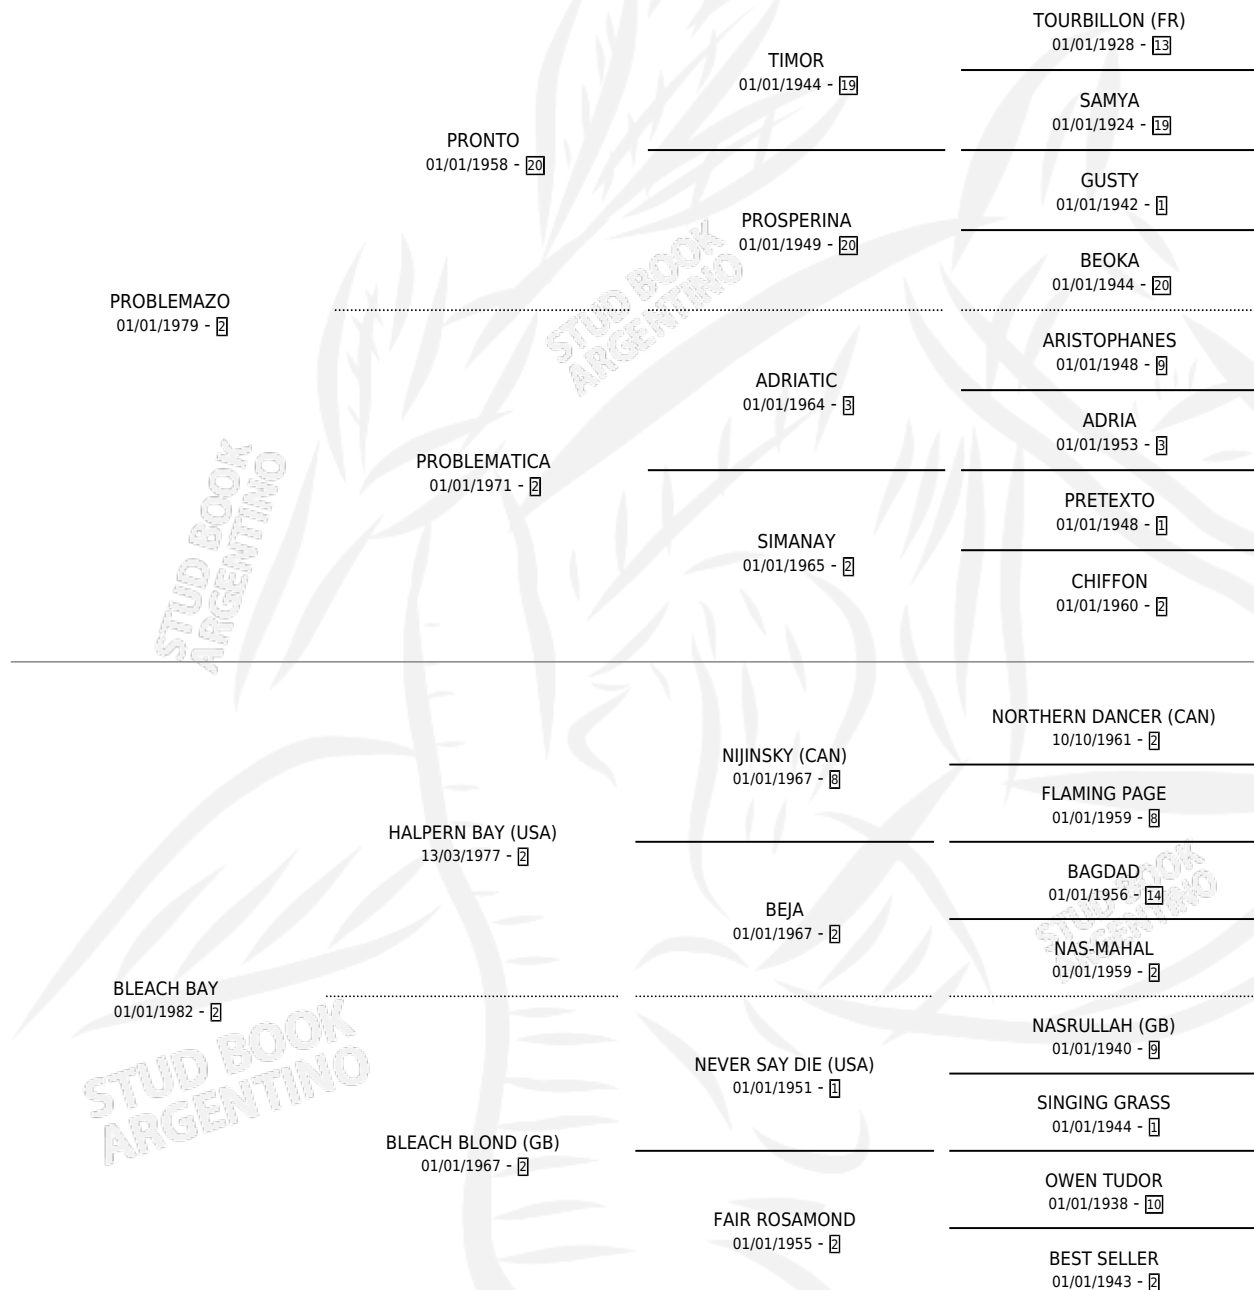 TOURBILLON (FR)
01/01/1928 - 13
TIMOR
01/01/1944 - 19
SAMYA
01/01/1924 - 19
PRONTO
01/01/1958 - 20
GUSTY
01/01/1942 - 1
PROSPERINA
01/01/1949 - 20
BEOKA
01/01/1944 - 20
PROBLEMAZO
01/01/1979 - 2
ARISTOPHANES
01/01/1948 - 9
ADRIATIC
01/01/1964 - 3
ADRIA
01/01/1953 - 3
PROBLEMATICA
01/01/1971 - 2
PRETEXTO
01/01/1948 - 1
SIMANAY
01/01/1965 - 2
CHIFFON
01/01/1960 - 2
NORTHERN DANCER (CAN)
10/10/1961 - 2
NIJINSKY (CAN)
01/01/1967 - 8
FLAMING PAGE
01/01/1959 - 8
HALPERN BAY (USA)
13/03/1977 - 2
BAGDAD
01/01/1956 - 14
BEJA
01/01/1967 - 2
NAS-MAHAL
01/01/1959 - 2
BLEACH BAY
01/01/1982 - 2
NASRULLAH (GB)
01/01/1940 - 9
NEVER SAY DIE (USA)
01/01/1951 - 1
SINGING GRASS
01/01/1944 - 1
BLEACH BLOND (GB)
01/01/1967 - 2
OWEN TUDOR
01/01/1938 - 10
FAIR ROSAMOND
01/01/1955 - 2
BEST SELLER
01/01/1943 - 2
STUD BOOK
ARGENTINO
STUD BOOK
ARGENTINO
STUD BOOK
ARGENTINO
STUD BOOK
ARGENTINO